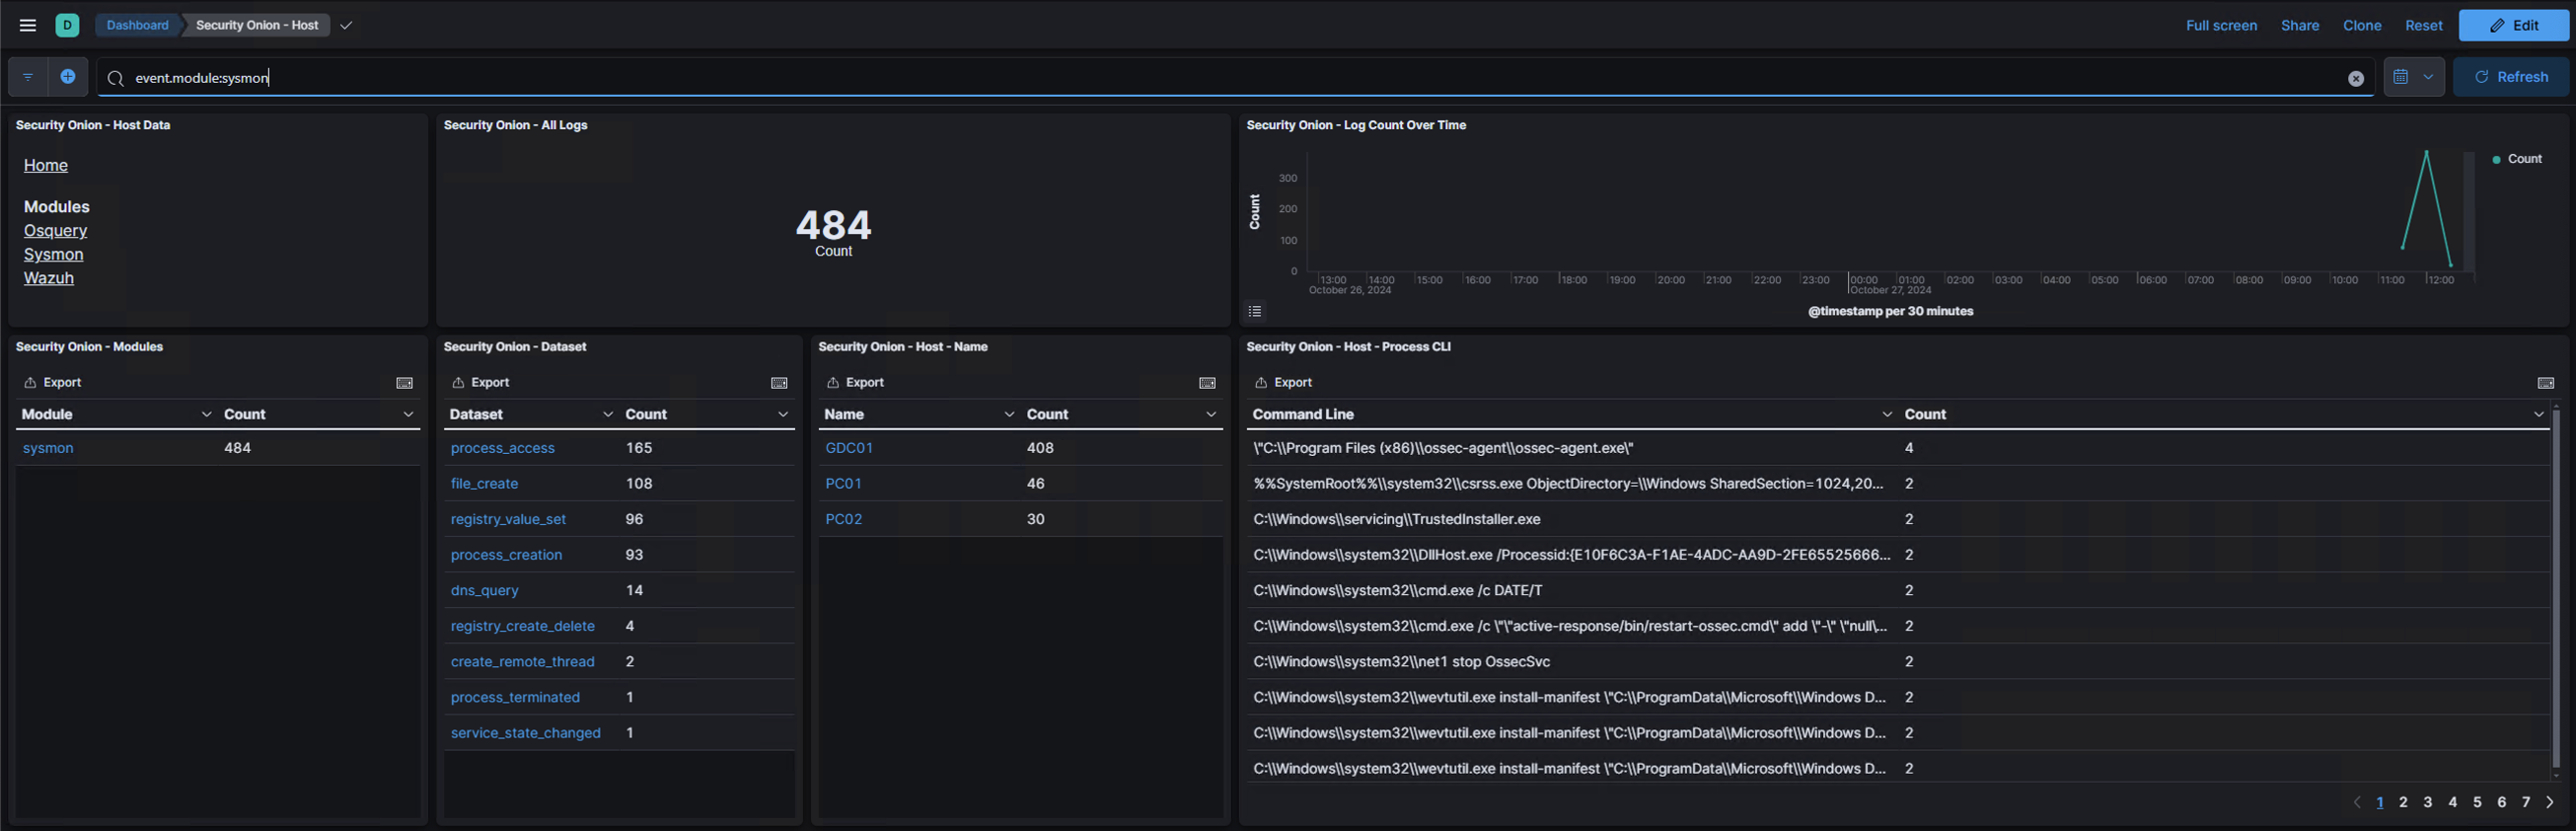 D Dashboard Security Onion - Host Full screen Share Clone Reset Edit
event.module:sysmon Refresh
Security Onion - Host Data
Home
Modules
Osquery
Sysmon
Wazuh
Security Onion - All Logs
484
Count
Security Onion - Log Count Over Time
Count
300
200
100
0
Count
13:00 14:00 15:00 16:00 17:00 18:00 19:00 20:00 21:00 22:00 23:00 00:00 01:00 02:00 03:00 04:00 05:00 06:00 07:00 08:00 09:00 10:00 11:00 12:00
October 26, 2024 October 27, 2024
@timestamp per 30 minutes
Security Onion - Modules
Export
Module Count
sysmon 484
Security Onion - Dataset
Export
Dataset Count
process_access 165
file_create 108
registry_value_set 96
process_creation 93
dns_query 14
registry_create_delete 4
create_remote_thread 2
process_terminated 1
service_state_changed 1
Security Onion - Host - Name
Export
Name Count
GDC01 408
PC01 46
PC02 30
Security Onion - Host - Process CLI
Export
Command Line Count
\"C:\\Program Files (x86)\\ossec-agent\\ossec-agent.exe\" 4
%%SystemRoot%%\\system32\\csrss.exe ObjectDirectory=\\Windows SharedSection=1024,20... 2
C:\\Windows\\servicing\\TrustedInstaller.exe 2
C:\\Windows\\system32\\DllHost.exe /Processid:{E10F6C3A-F1AE-4ADC-AA9D-2FE65525666... 2
C:\\Windows\\system32\\cmd.exe /c DATE/T 2
C:\\Windows\\system32\\cmd.exe /c \"\"active-response/bin/restart-ossec.cmd\" add \"-\" \"null\... 2
C:\\Windows\\system32\\net1 stop OssecSvc 2
C:\\Windows\\system32\\wevtutil.exe install-manifest \"C:\\ProgramData\\Microsoft\\Windows D... 2
C:\\Windows\\system32\\wevtutil.exe install-manifest \"C:\\ProgramData\\Microsoft\\Windows D... 2
C:\\Windows\\system32\\wevtutil.exe install-manifest \"C:\\ProgramData\\Microsoft\\Windows D... 2
1 2 3 4 5 6 7